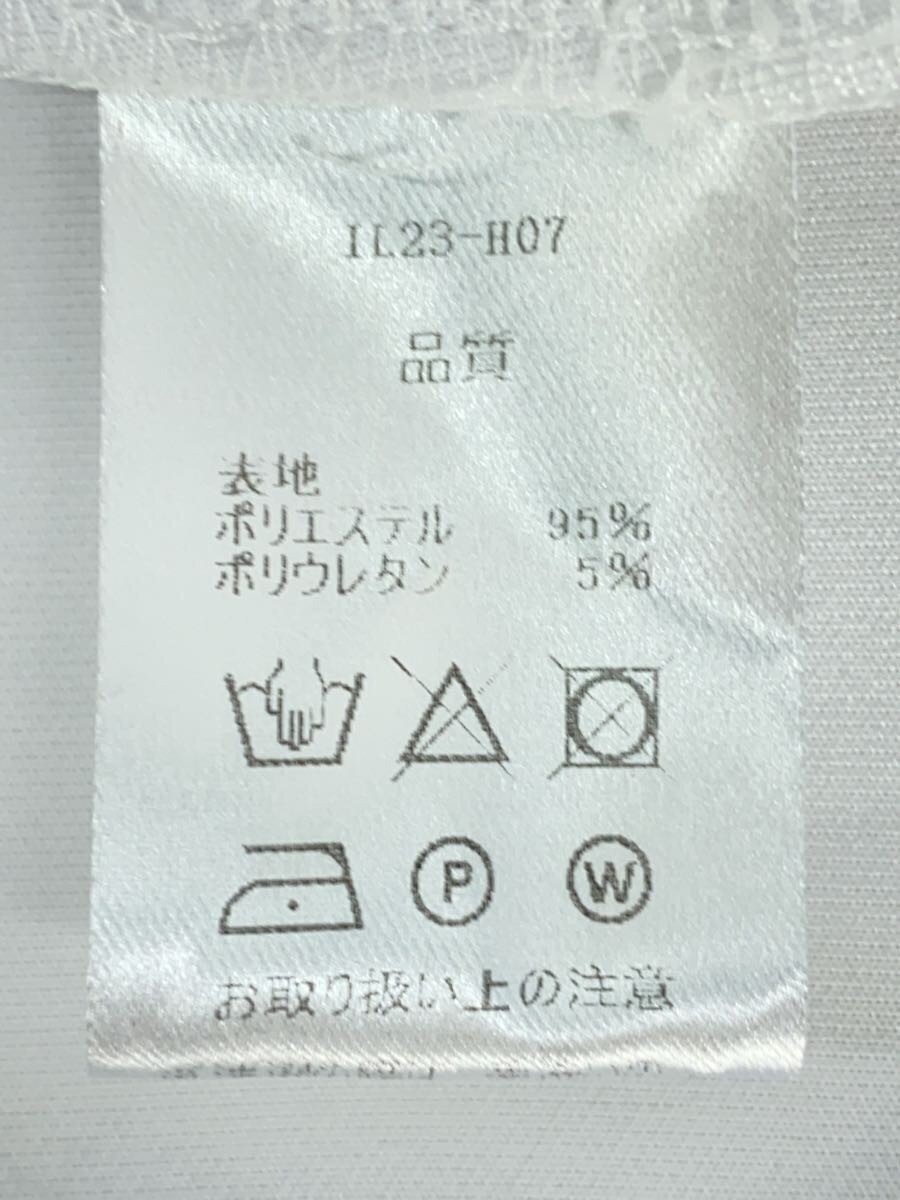 IL23-H07
品質
表地
ポリエステル 95%
ポリウレタン 5%
P W
お取り扱い上の注意